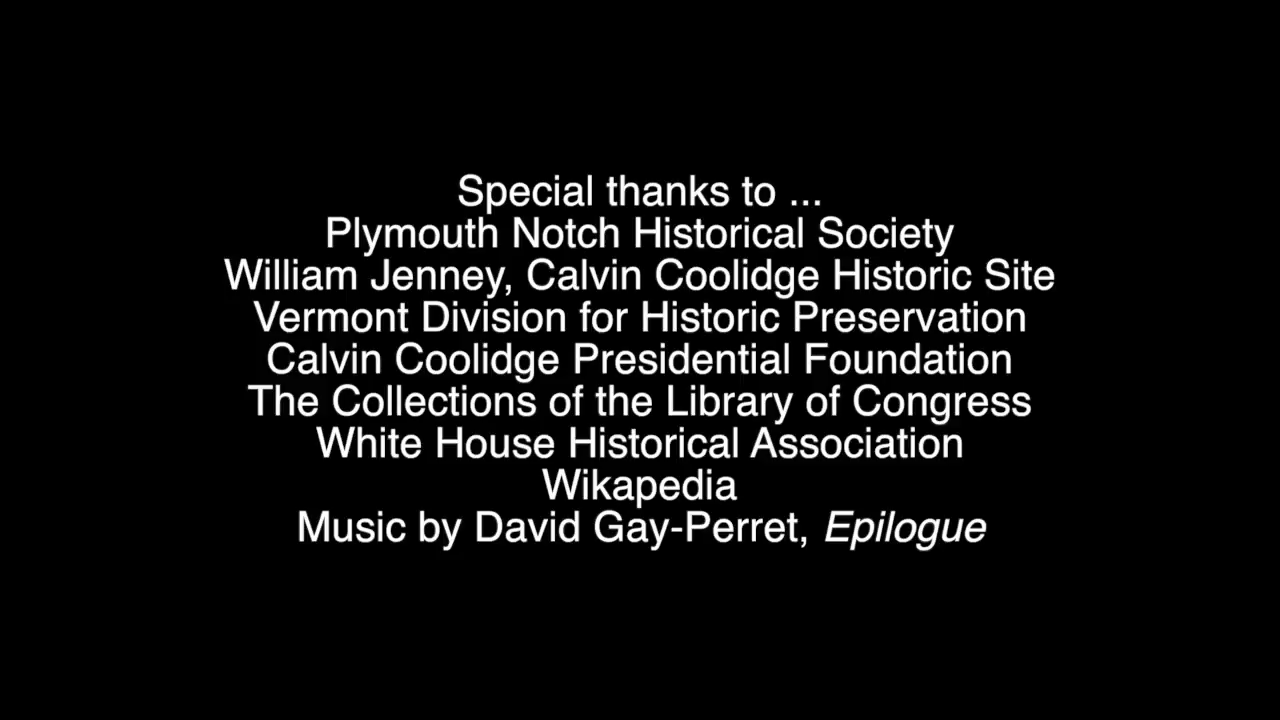 Special thanks to ...
Plymouth Notch Historical Society
William Jenney, Calvin Coolidge Historic Site
Vermont Division for Historic Preservation
Calvin Coolidge Presidential Foundation
The Collections of the Library of Congress
White House Historical Association
Wikapedia
Music by David Gay-Perret, Epilogue